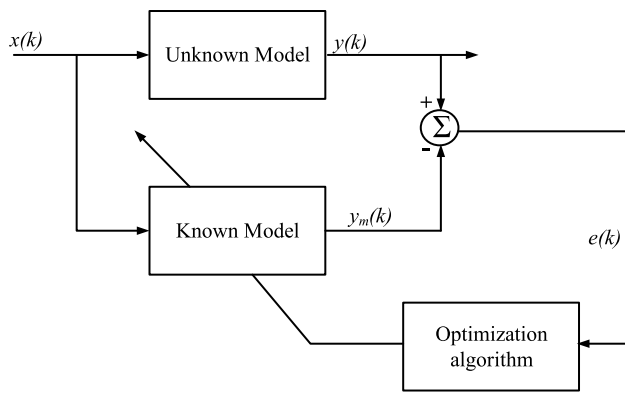 x(k)
Unknown Model
y(k)
+
Σ
-
Known Model
yₘ(k)
e(k)
Optimization
algorithm